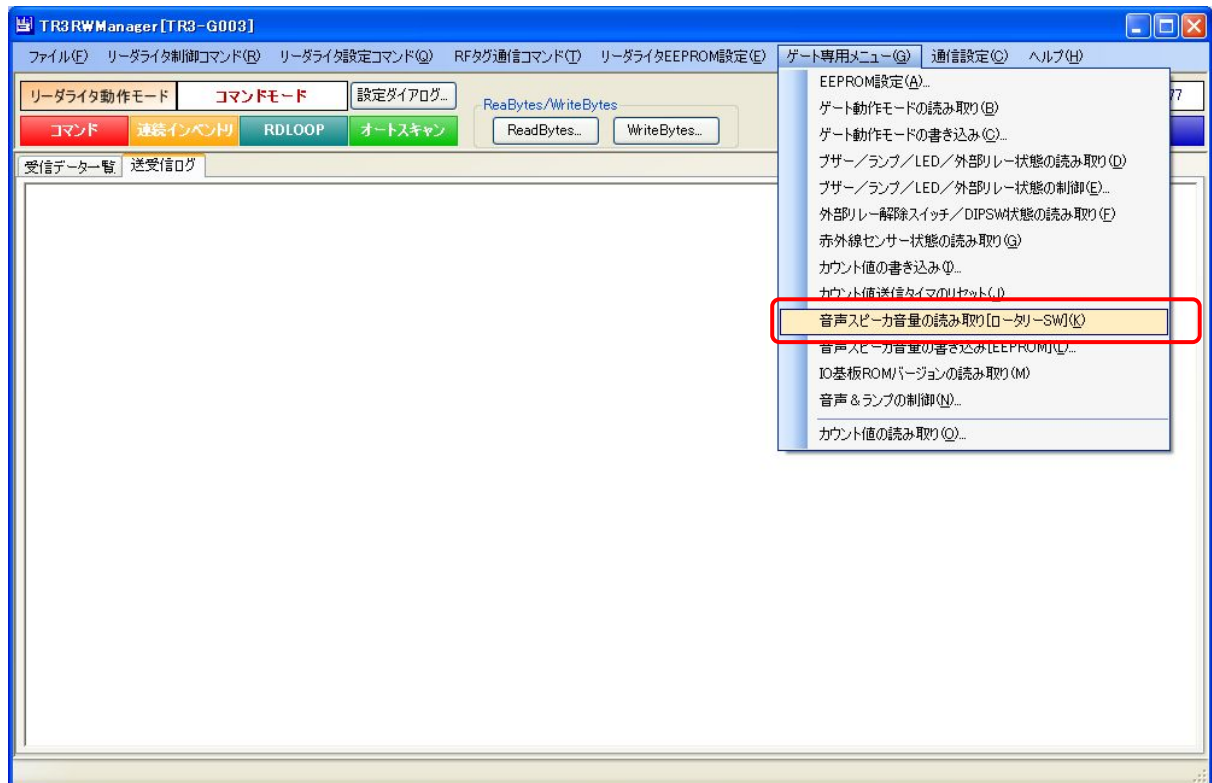 TR3RWManager[TR3-G003]
ファイル(F) リーダライタ制御コマンド(R) リーダライタ設定コマンド(Q) RFタグ通信コマンド(T) リーダライタEEPROM設定(E) ゲート専用メニュー(G) 通信設定(C) ヘルプ(H)
リーダライタ動作モード コマンドモード 設定ダイアログ...
ReaBytes/WriteBytes
77
コマンド 連続インベントリ RDLOOP オートスキャン ReadBytes... WriteBytes...
受信データ一覧 送受信ログ
EEPROM設定(A)...
ゲート動作モードの読み取り(B)
ゲート動作モードの書き込み(C)...
ブザー/ランプ/LED/外部リレー状態の読み取り(D)
ブザー/ランプ/LED/外部リレー状態の制御(E)...
外部リレー解除スイッチ/DIPSW状態の読み取り(F)
赤外線センサー状態の読み取り(G)
カウント値の書き込み(I)...
カウント値送信タイマのリセット(J)
音声スピーカ音量の読み取り[ロータリーSW](K)
音声スピーカ音量の書き込み[EEPROM](L)...
IO基板ROMバージョンの読み取り(M)
音声&ランプの制御(N)...
カウント値の読み取り(O)...